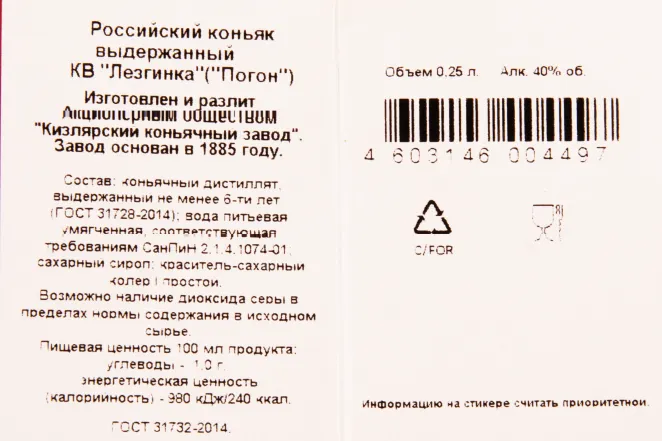 Российский коньяк
выдержанный
КВ "Лезгинка"("Погон")
Изготовлен и разлит
Акционерным обществом
"Кизлярский коньячный завод".
Завод основан в 1885 году.
Состав: коньячный дистиллят,
выдержанный не менее 6-ти лет
(ГОСТ 31728-2014); вода питьевая
умягченная, соответствующая
требованиям СанПиН 2.1.4.1074-01;
сахарный сироп; краситель-сахарный
колер I простой.
Возможно наличие диоксида серы в
пределах нормы содержания в исходном
сырье.
Пищевая ценность 100 мл продукта:
углеводы - 1,0 г.
энергетическая ценность
(калорийность) - 980 кДж/240 ккал.
ГОСТ 31732-2014.
Объем 0,25 л. Алк. 40% об.
4 603146 004497
C/FOR
Информацию на стикере считать приоритетной.